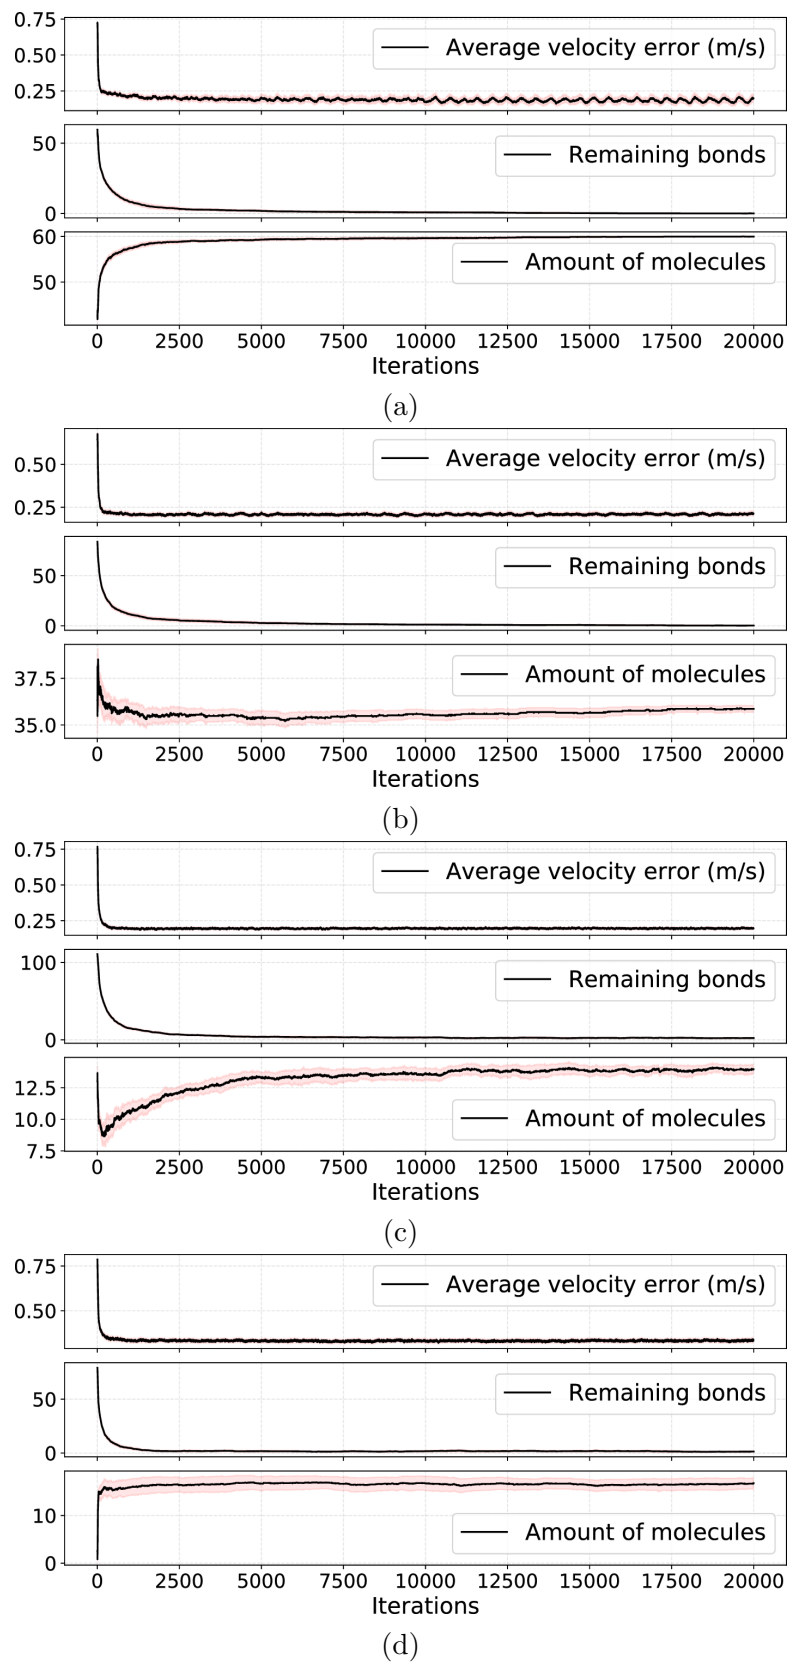 0.75
0.50
0.25
Average velocity error (m/s)
50
0
Remaining bonds
60
50
Amount of molecules
0 2500 5000 7500 10000 12500 15000 17500 20000
Iterations
(a)
0.50
0.25
Average velocity error (m/s)
50
0
Remaining bonds
37.5
35.0
Amount of molecules
0 2500 5000 7500 10000 12500 15000 17500 20000
Iterations
(b)
0.75
0.50
0.25
Average velocity error (m/s)
100
0
Remaining bonds
12.5
10.0
7.5
Amount of molecules
0 2500 5000 7500 10000 12500 15000 17500 20000
Iterations
(c)
0.75
0.50
Average velocity error (m/s)
50
0
Remaining bonds
10
0
Amount of molecules
0 2500 5000 7500 10000 12500 15000 17500 20000
Iterations
(d)